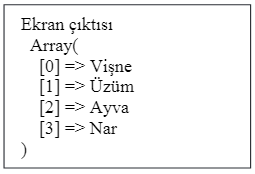 Ekran çıktısı
Array(
[0] => Vişne
[1] => Üzüm
[2] => Ayva
[3] => Nar
)